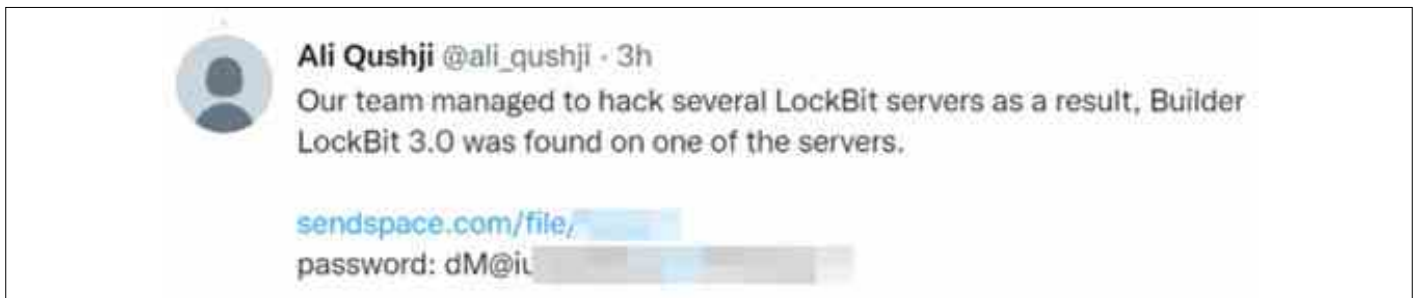 Ali Qushji @ali_qushji · 3h
Our team managed to hack several LockBit servers as a result, Builder
LockBit 3.0 was found on one of the servers.
sendspace.com/file/
password: dM@iu